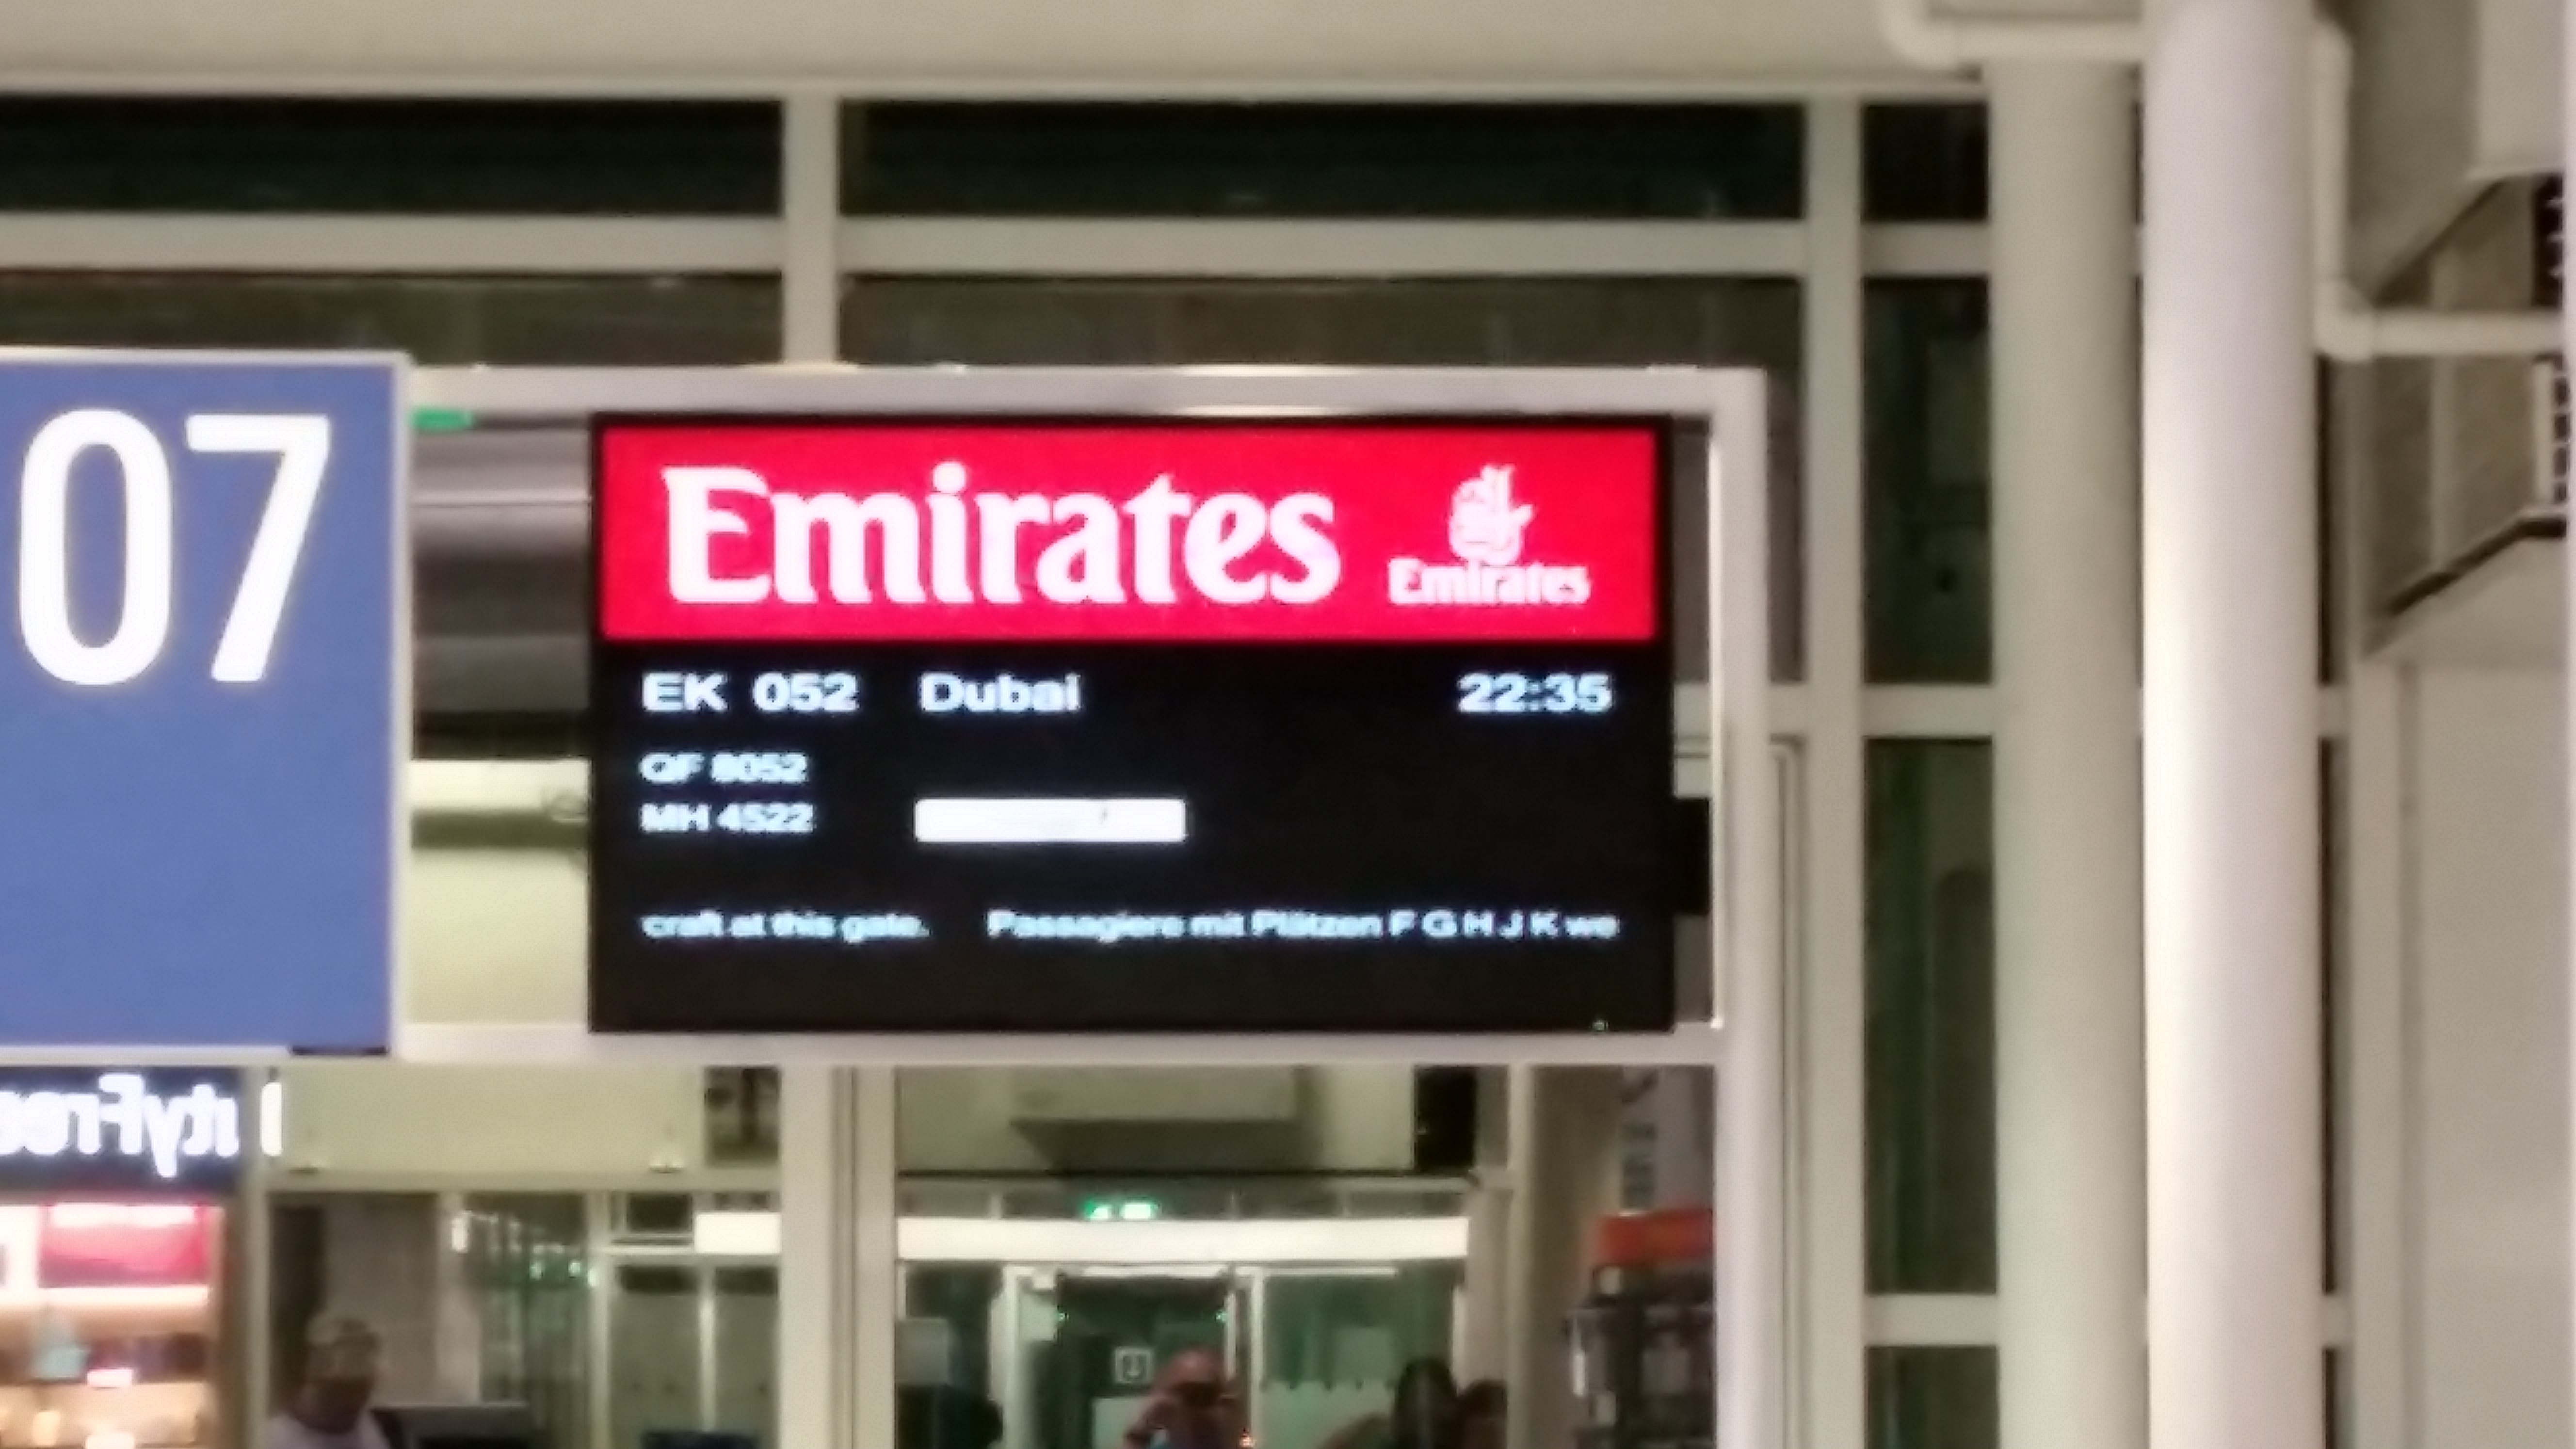 07
Emirates
Emirates
EK 052 Dubai 22:35
QF 8052
MH 4522
craft at this gate. Passagiere mit Plätzen F G H J K we